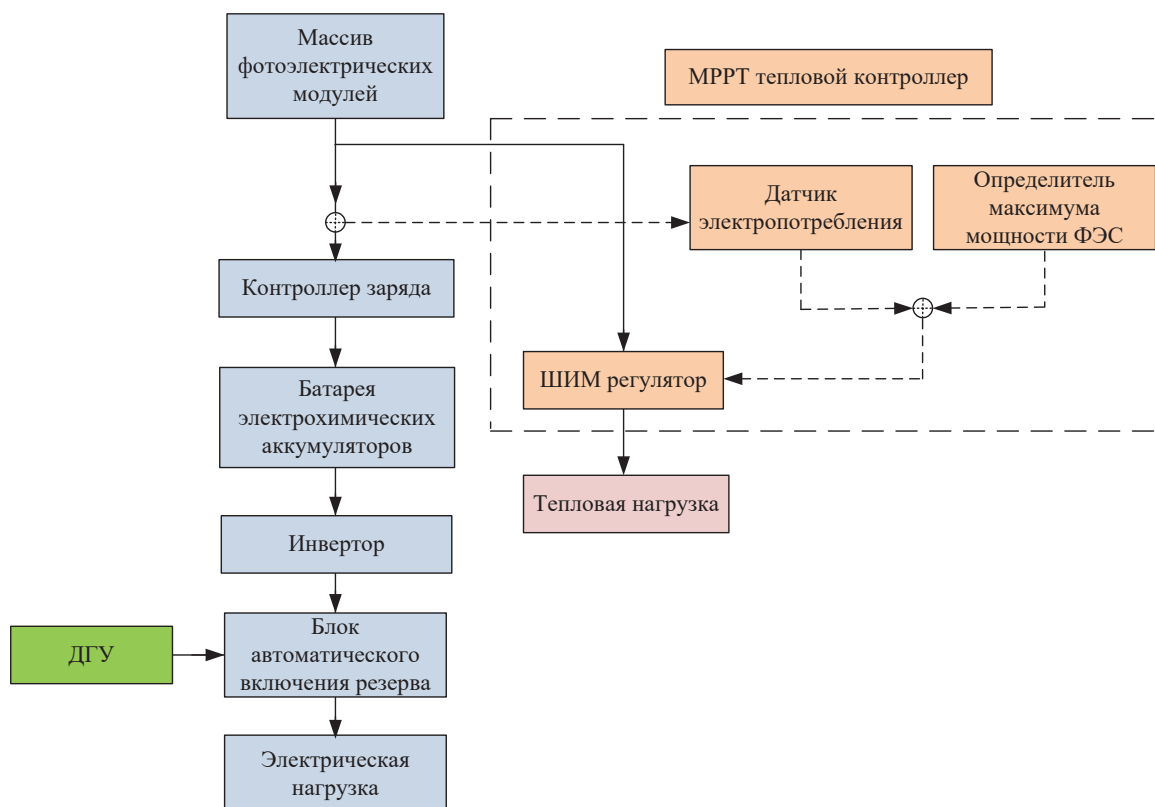 Массив
фотоэлектрических
модулей
МРРТ тепловой контроллер
Датчик
электропотребления
Определитель
максимума
мощности ФЭС
Контроллер заряда
ШИМ регулятор
Батарея
электрохимических
аккумуляторов
Тепловая нагрузка
Инвертор
ДГУ
Блок
автоматического
включения резерва
Электрическая
нагрузка